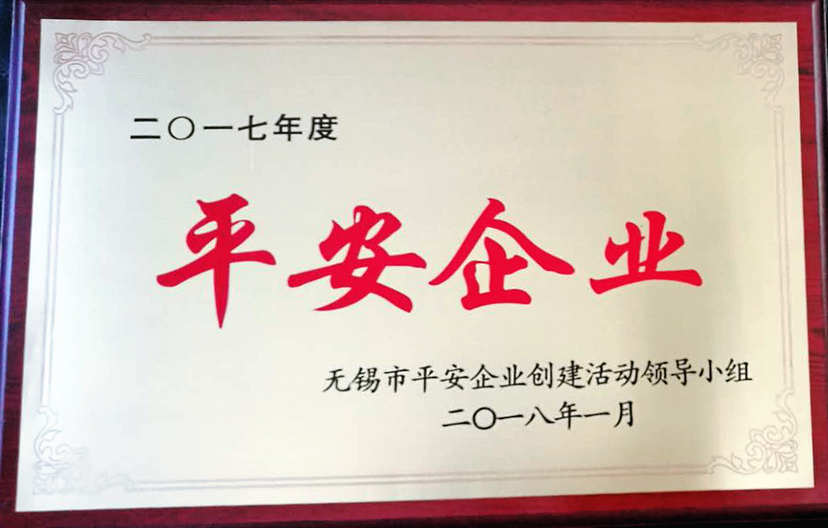 二〇一七年度
平安企业
无锡市平安企业创建活动领导小组
二〇一八年一月